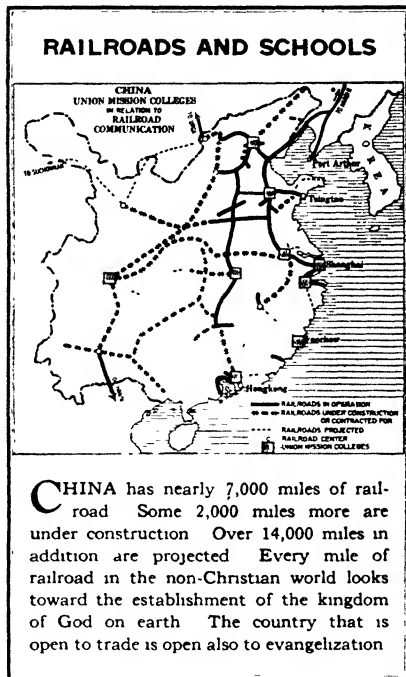 RAILROADS AND SCHOOLS
CHINA
UNION MISSION COLLEGES
IN RELATION TO
RAILROAD
COMMUNICATION
KOREA
Port Arthur
Tsingtao
Shanghai
Foochow
Hongkong
RAILROADS IN OPERATION
RAILROADS UNDER CONSTRUCTION
OR CONTRACTED FOR
RAILROADS PROJECTED
RAILROAD CENTER
UNION MISSION COLLEGES
CHINA has nearly 7,000 miles of rail-
road Some 2,000 miles more are
under construction Over 14,000 miles in
addition are projected Every mile of
railroad in the non-Christian world looks
toward the establishment of the kingdom
of God on earth The country that is
open to trade is open also to evangelization